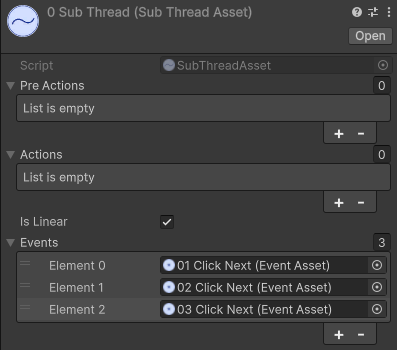 0 Sub Thread (Sub Thread Asset)
Open
Script SubThreadAsset
Pre Actions 0
List is empty
+ -
Actions 0
List is empty
+ -
Is Linear
Events 3
Element 0 01 Click Next (Event Asset)
Element 1 02 Click Next (Event Asset)
Element 2 03 Click Next (Event Asset)
+ -